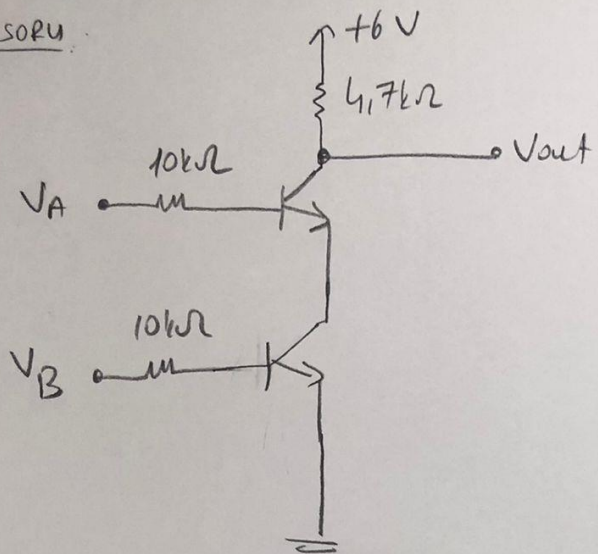 SORU.
+6 V
4,7kΩ
10kΩ
Vout
VA
10kΩ
VB